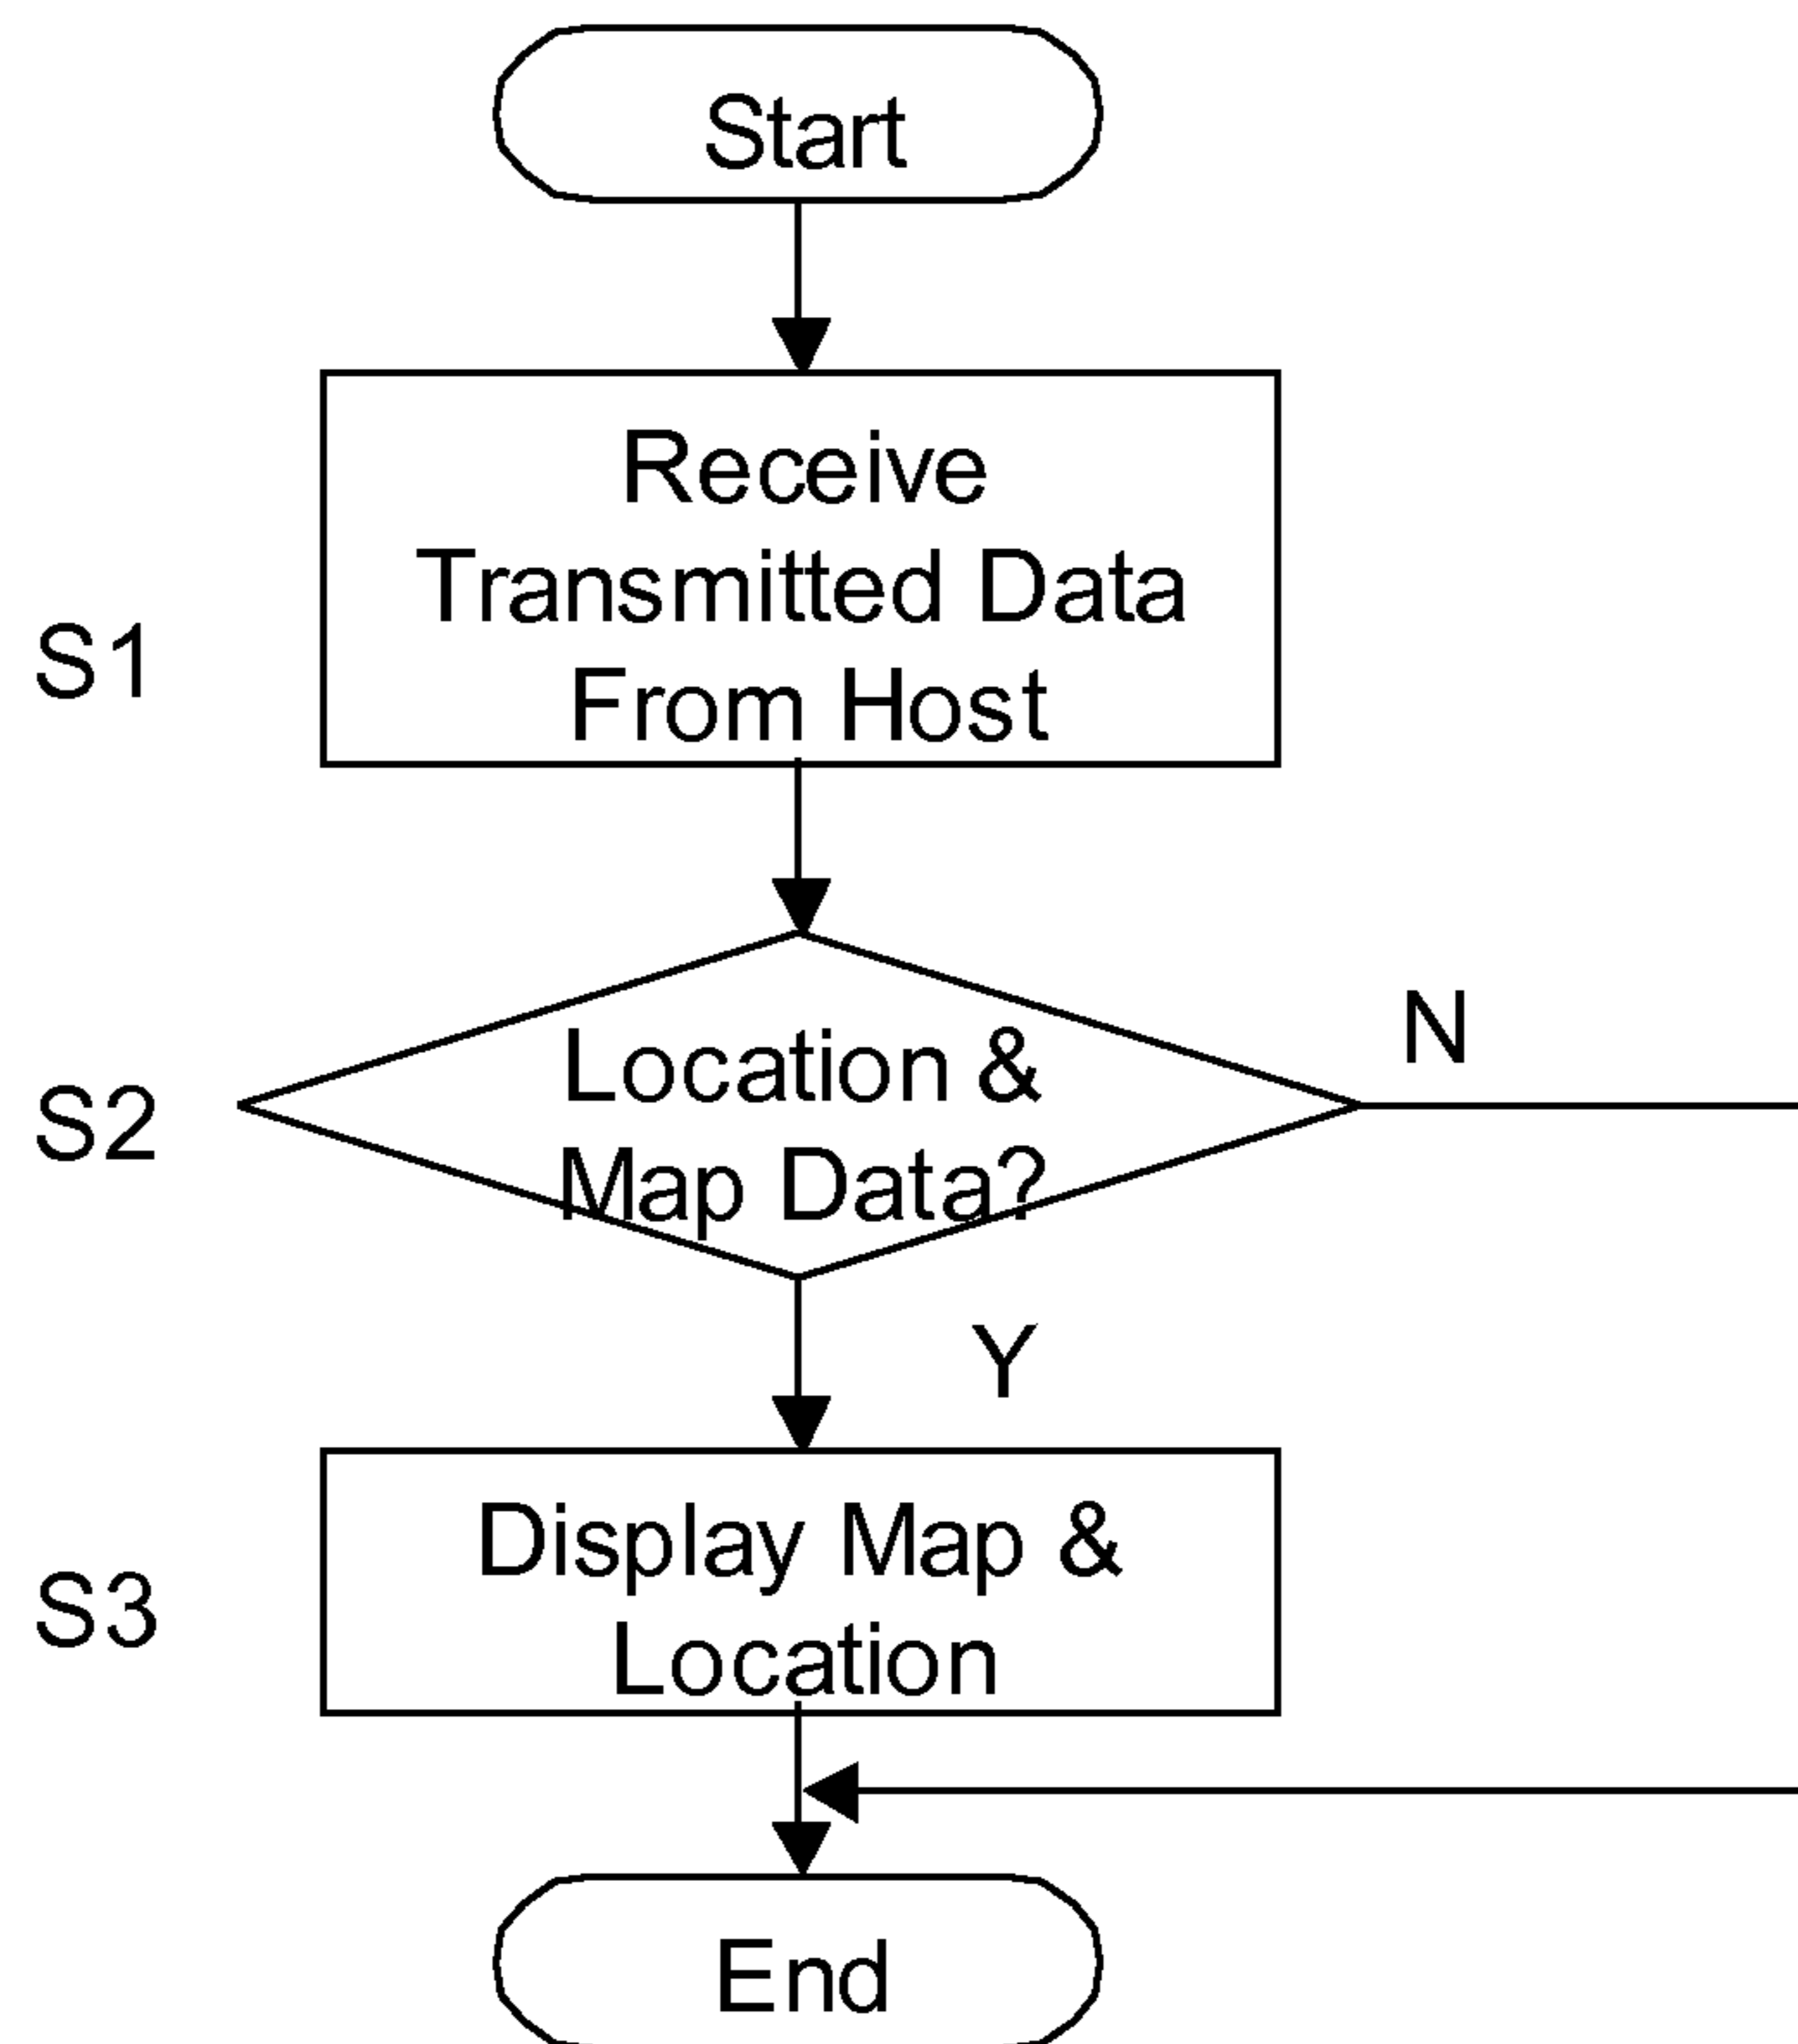 Start
Receive
Transmitted Data
From Host
S1
Location &
Map Data?
N
S2
Y
Display Map &
Location
S3
End